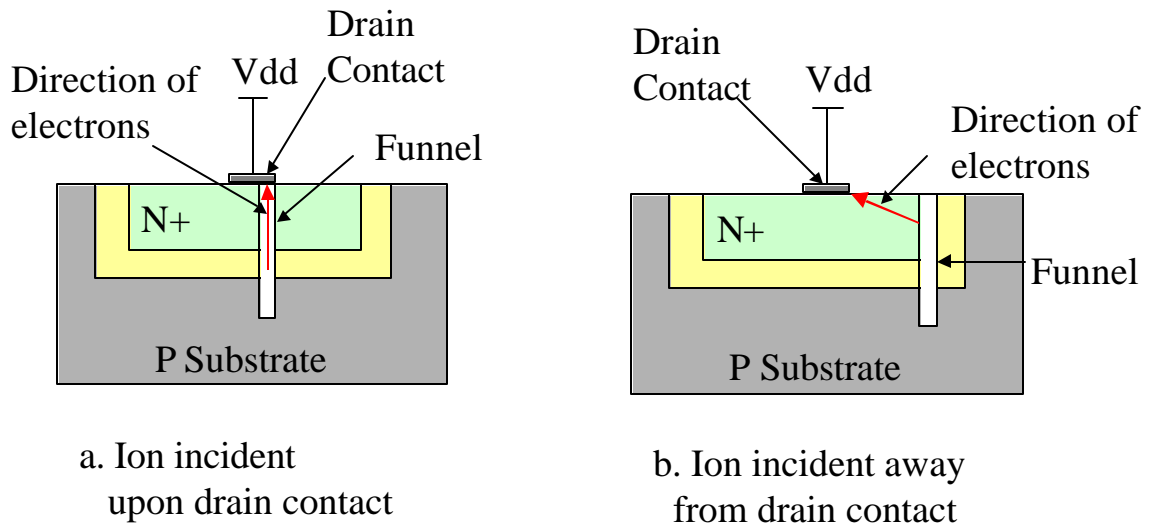 Direction of
electrons
Vdd
Drain
Contact
Funnel
N+
P Substrate
a. Ion incident
upon drain contact
Drain
Contact
Vdd
Direction of
electrons
N+
Funnel
P Substrate
b. Ion incident away
from drain contact